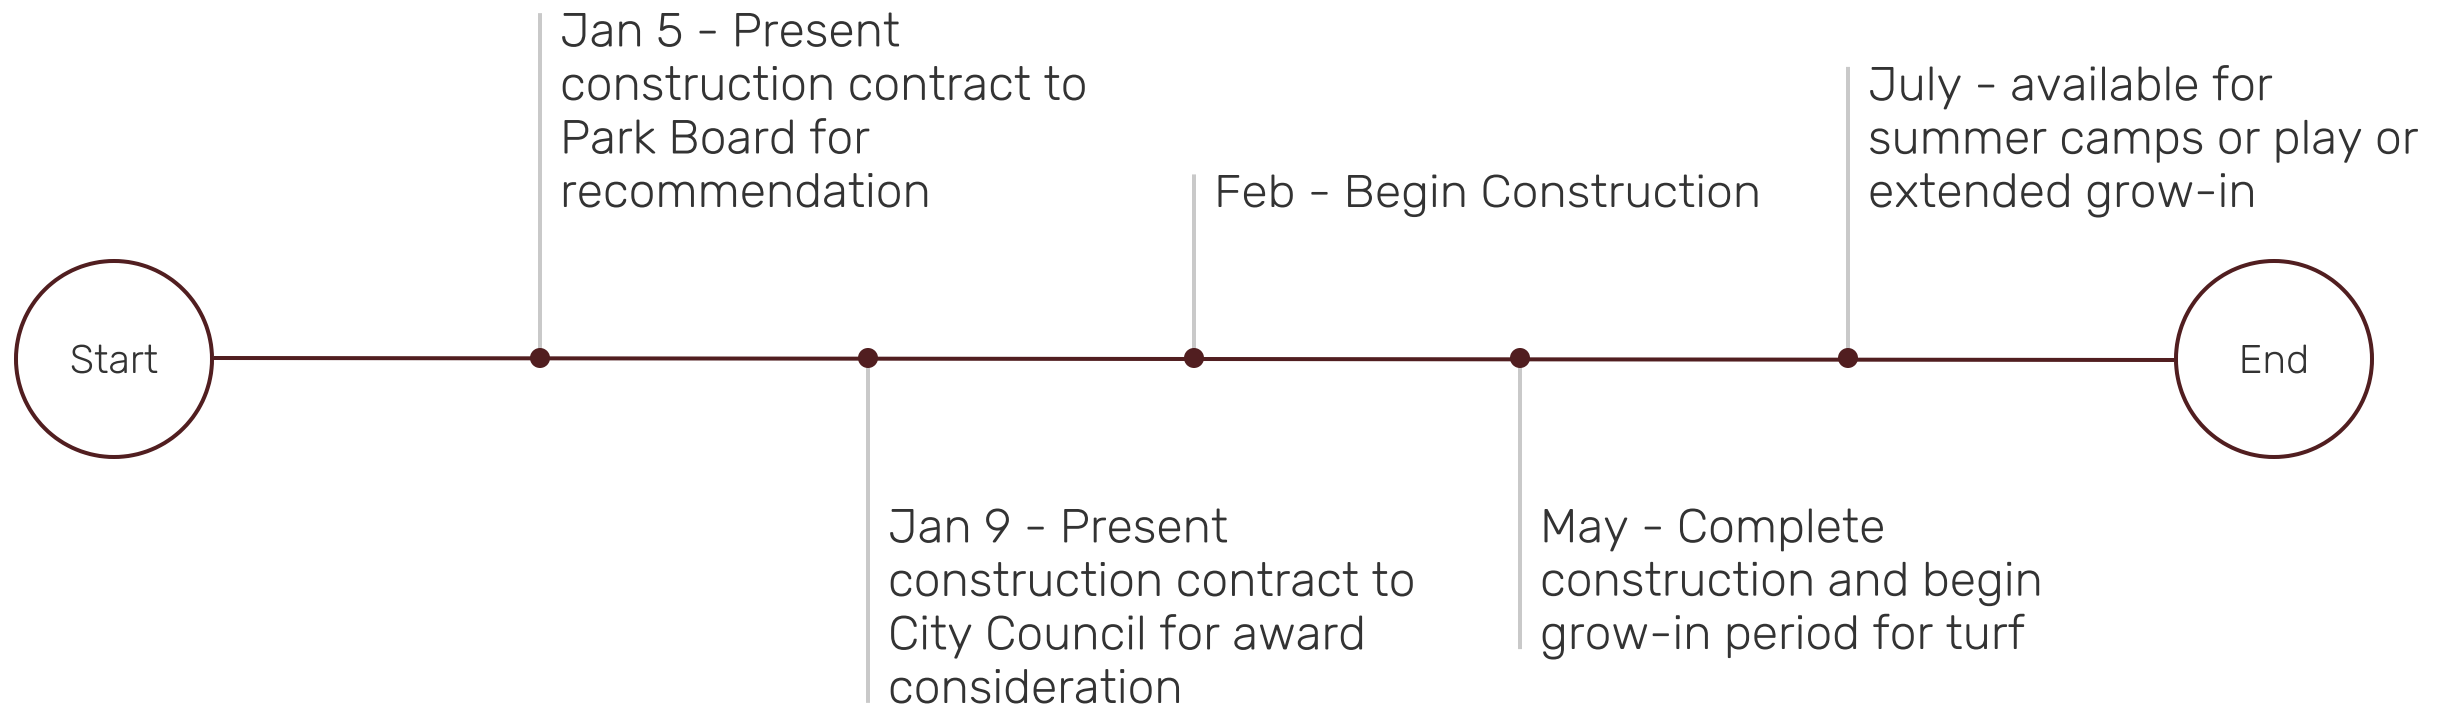 Start
Jan 5 - Present
construction contract to
Park Board for
recommendation
Jan 9 - Present
construction contract to
City Council for award
consideration
Feb - Begin Construction
May - Complete
construction and begin
grow-in period for turf
July - available for
summer camps or play or
extended grow-in
End